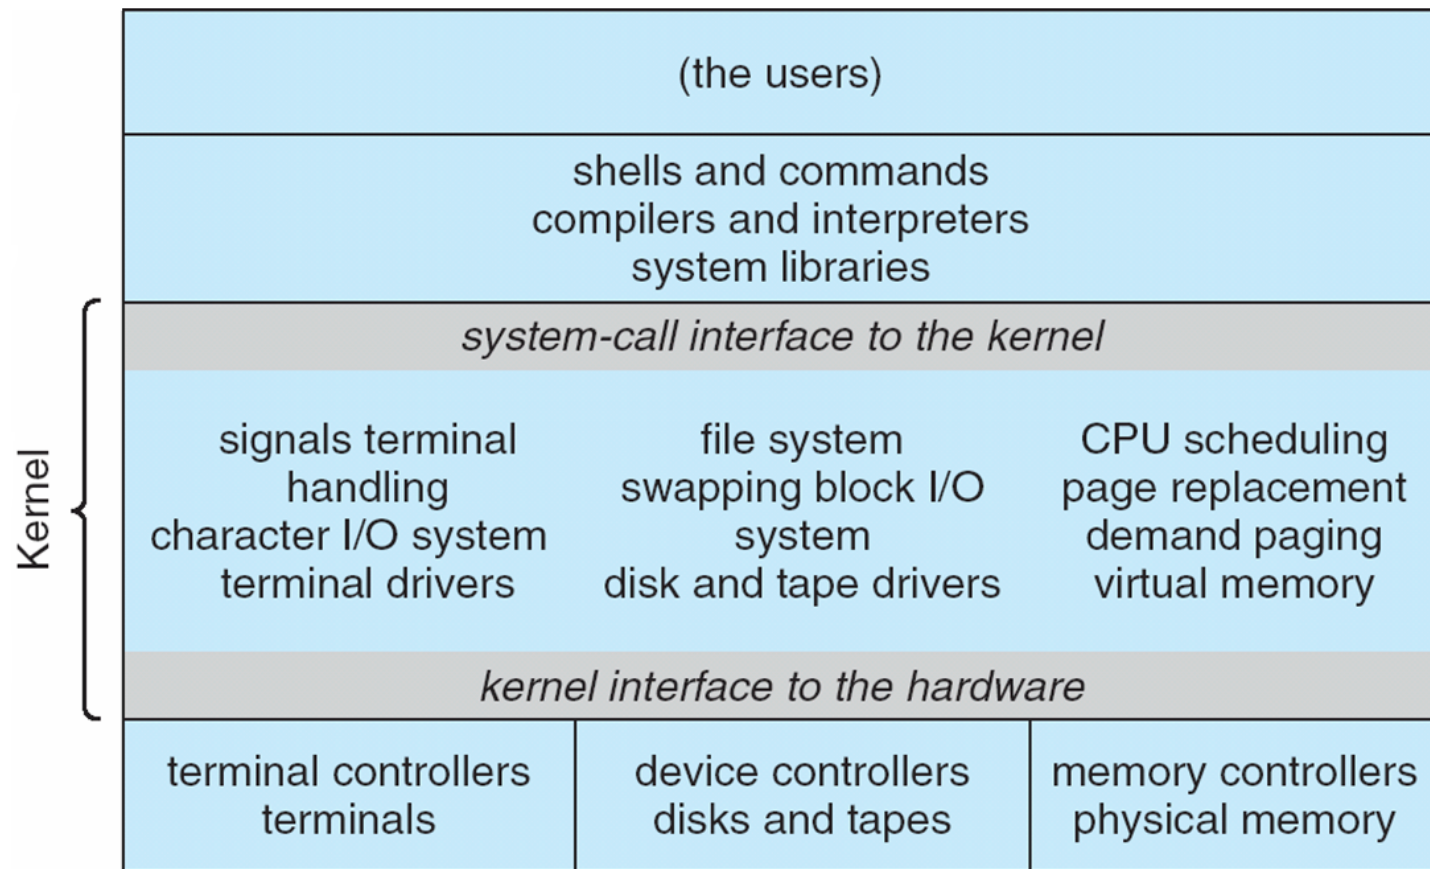 (the users)
shells and commands
compilers and interpreters
system libraries
Kernel
system-call interface to the kernel
signals terminal
handling
character I/O system
terminal drivers
file system
swapping block I/O
system
disk and tape drivers
CPU scheduling
page replacement
demand paging
virtual memory
kernel interface to the hardware
terminal controllers
terminals
device controllers
disks and tapes
memory controllers
physical memory